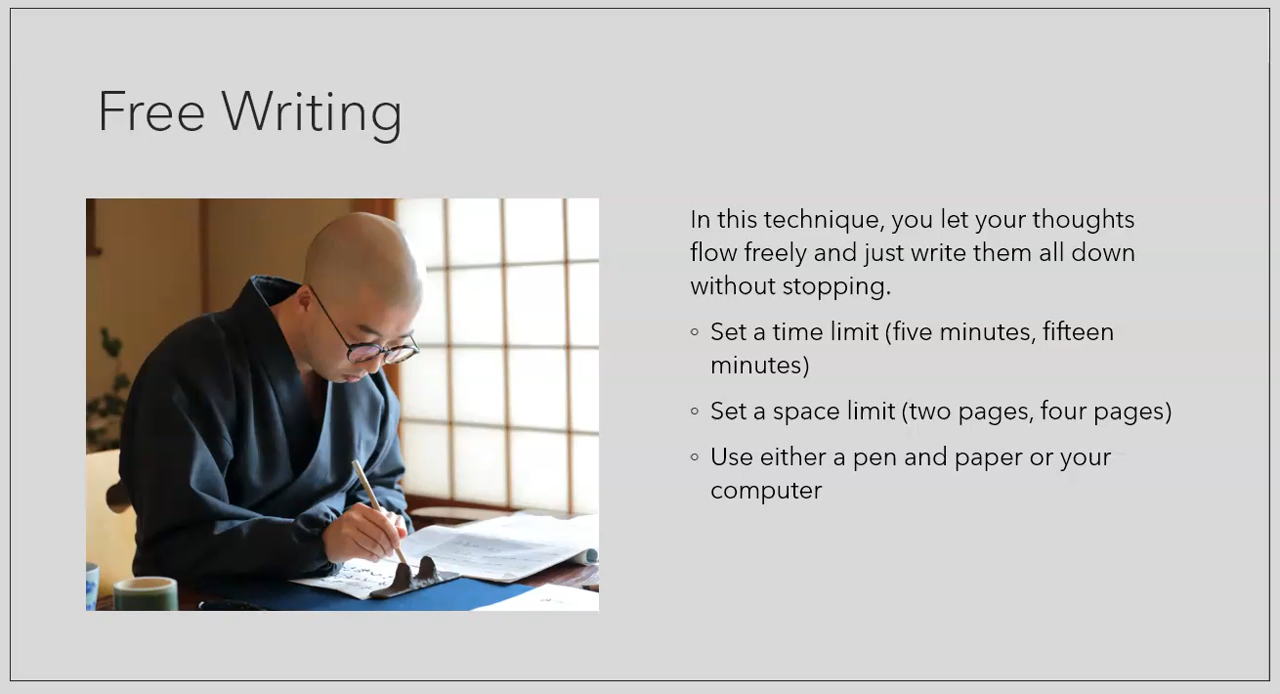 Free Writing
In this technique, you let your thoughts
flow freely and just write them all down
without stopping.
◦ Set a time limit (five minutes, fifteen
minutes)
◦ Set a space limit (two pages, four pages)
◦ Use either a pen and paper or your
computer